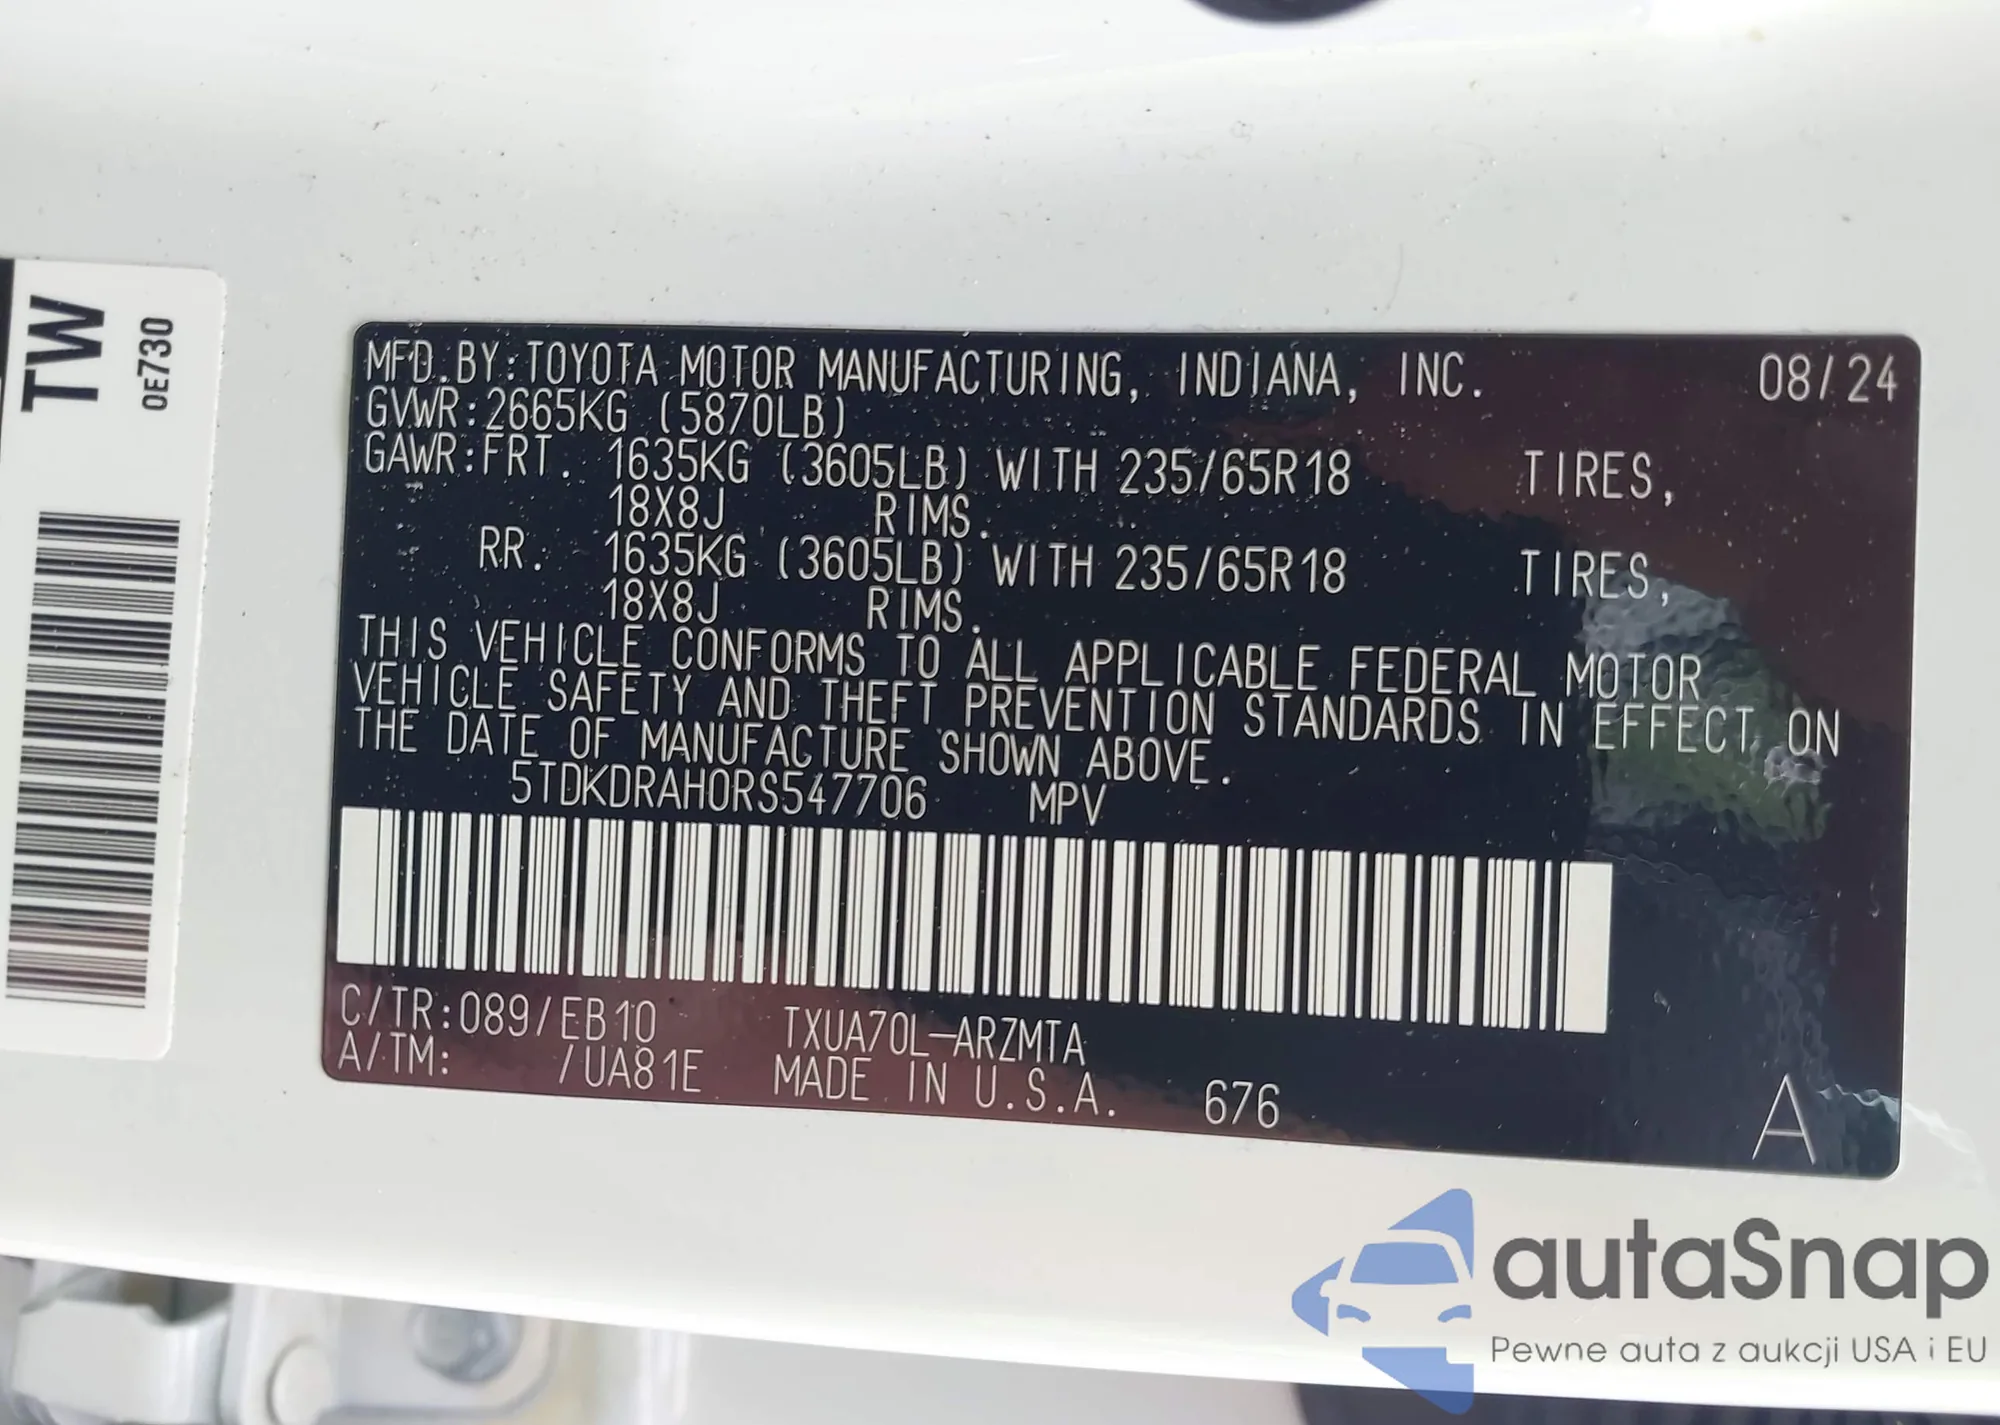 TW
0E730
MFD.BY:TOYOTA MOTOR MANUFACTURING, INDIANA, INC. 08/24
GVWR:2665KG (5870LB)
GAWR:FRT. 1635KG (3605LB) WITH 235/65R18 TIRES,
18X8J RIMS.
RR. 1635KG (3605LB) WITH 235/65R18 TIRES,
18X8J RIMS.
THIS VEHICLE CONFORMS TO ALL APPLICABLE FEDERAL MOTOR
VEHICLE SAFETY AND THEFT PREVENTION STANDARDS IN EFFECT ON
THE DATE OF MANUFACTURE SHOWN ABOVE.
5TDKDRAH0RS547706 MPV
C/TR:089/EB10 TXUA70L-ARZMTA
A/TM: /UA81E MADE IN U.S.A. 676 A
autaSnap
Pewne auta z aukcji USA i EU